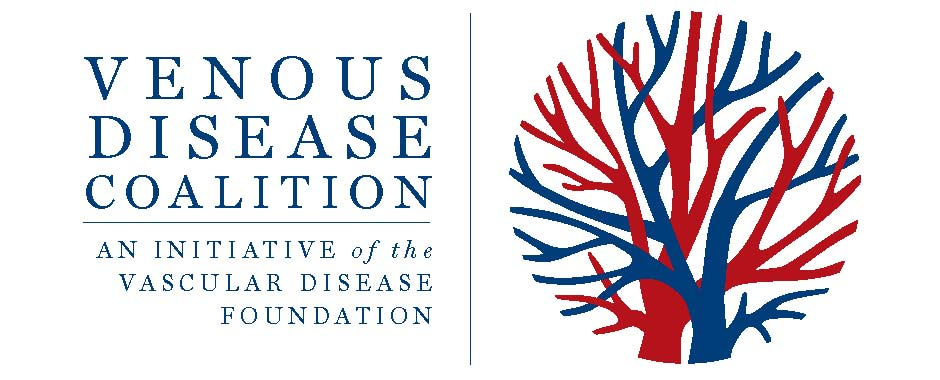 VENOUS
DISEASE
COALITION
AN INITIATIVE of the
VASCULAR DISEASE
FOUNDATION